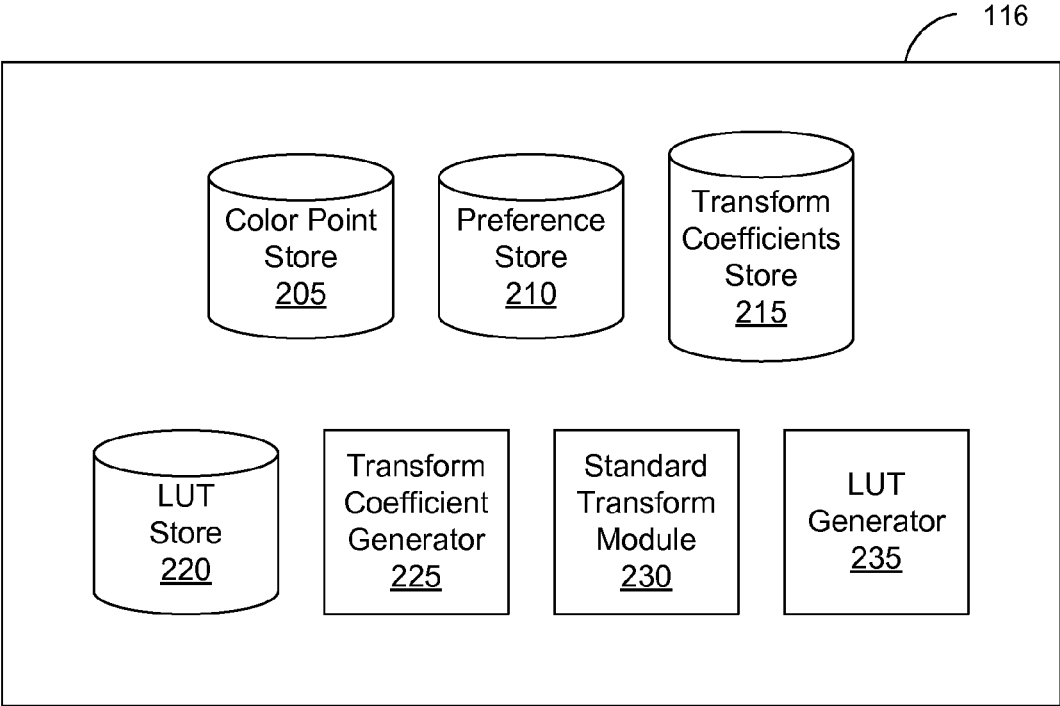 116
Color Point
Store
205
Preference
Store
210
Transform
Coefficients
Store
215
LUT
Store
220
Transform
Coefficient
Generator
225
Standard
Transform
Module
230
LUT
Generator
235